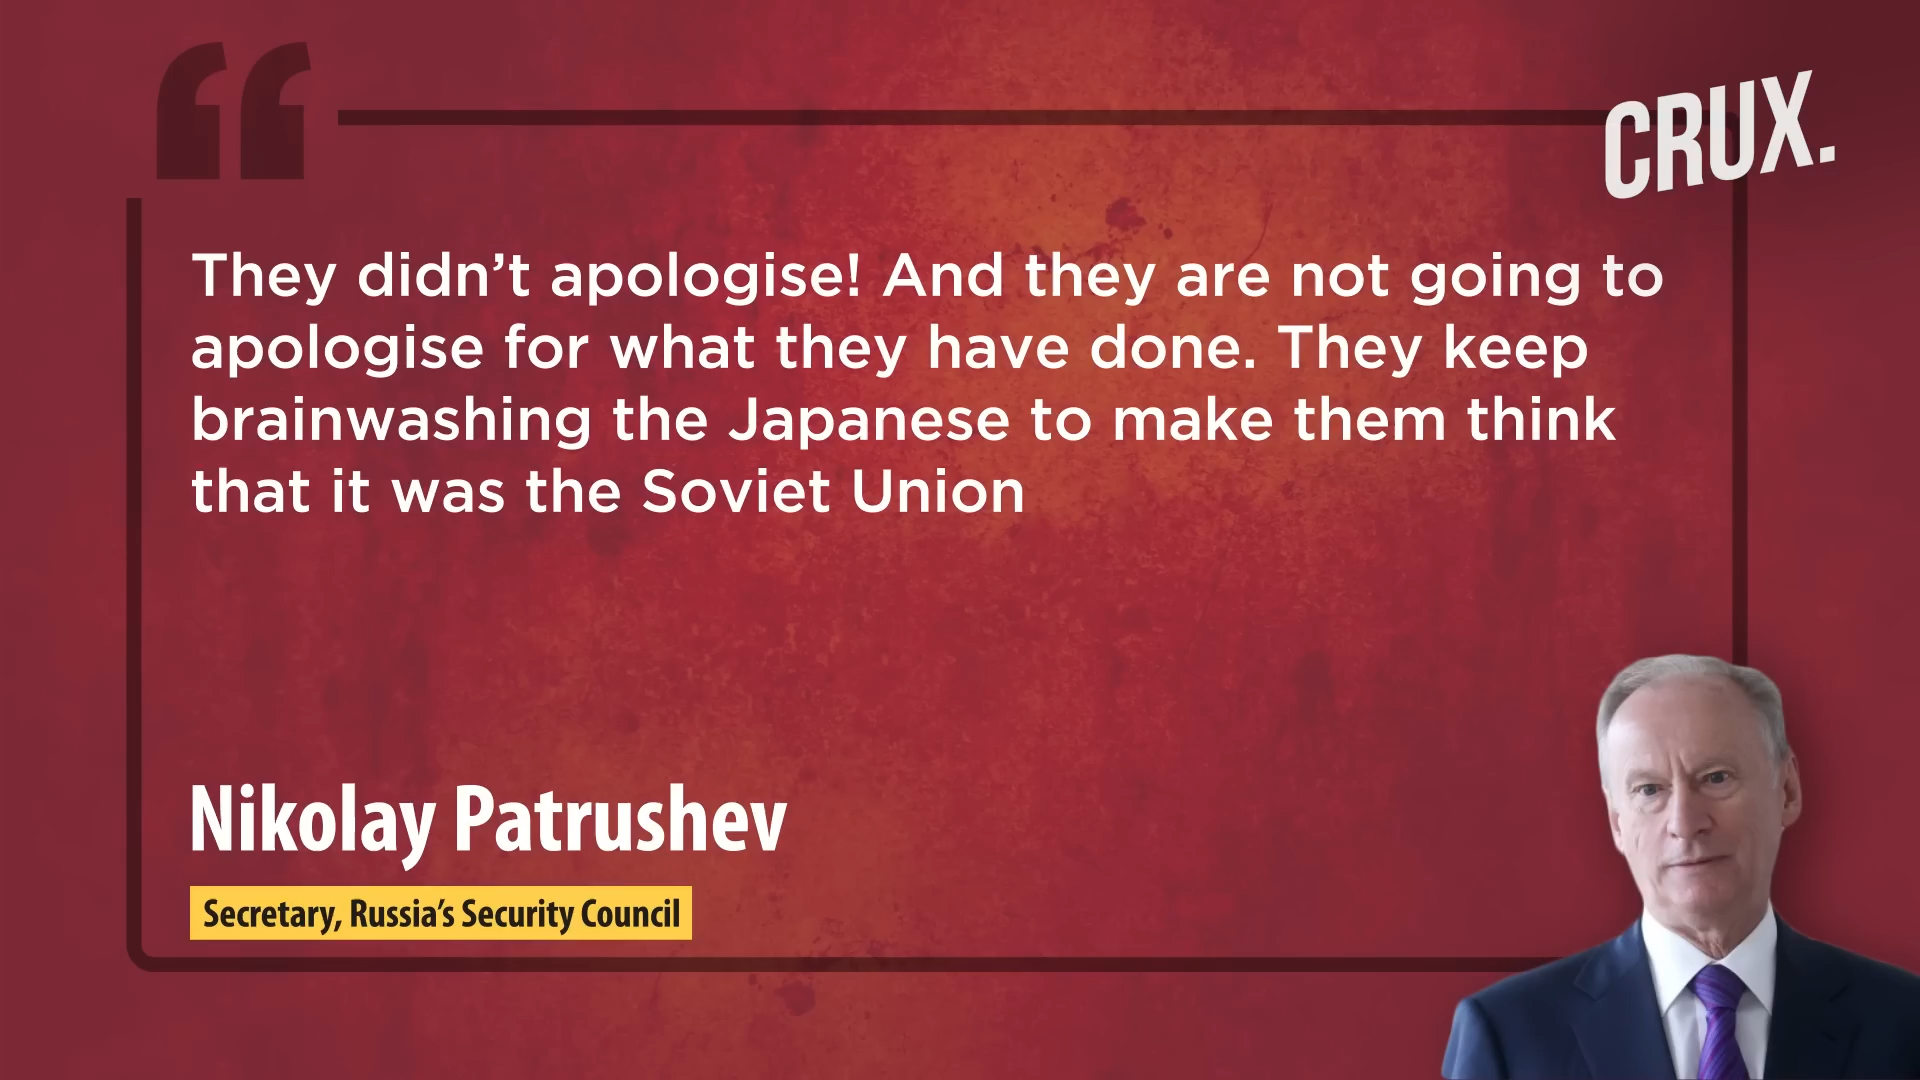 CRUX.
They didn’t apologise! And they are not going to
apologise for what they have done. They keep
brainwashing the Japanese to make them think
that it was the Soviet Union
Nikolay Patrushev
Secretary, Russia’s Security Council